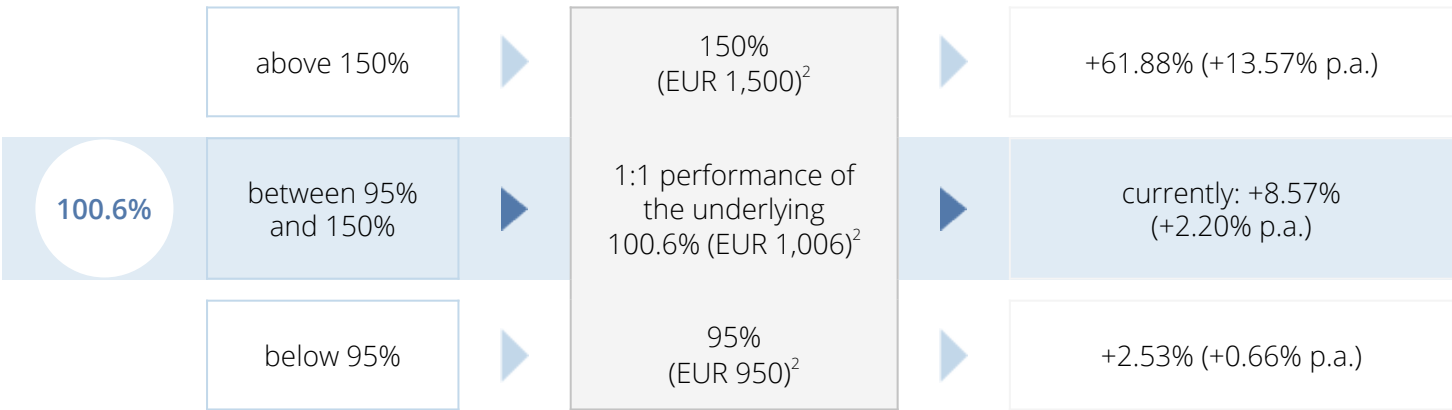 above 150%
150%
(EUR 1,500)²
+61.88% (+13.57% p.a.)
100.6%
between 95%
and 150%
1:1 performance of
the underlying
100.6% (EUR 1,006)²
currently: +8.57%
(+2.20% p.a.)
below 95%
95%
(EUR 950)²
+2.53% (+0.66% p.a.)